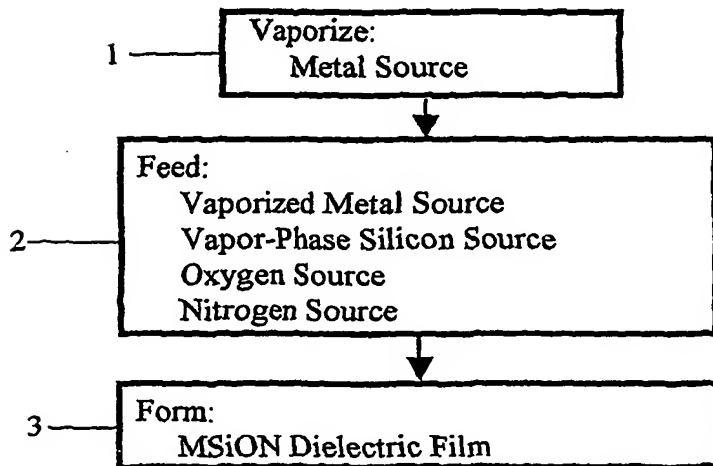 Vaporize:
1
Metal Source
Feed:
Vaporized Metal Source
Vapor-Phase Silicon Source
2
Oxygen Source
Nitrogen Source
Form:
3
MSiON Dielectric Film